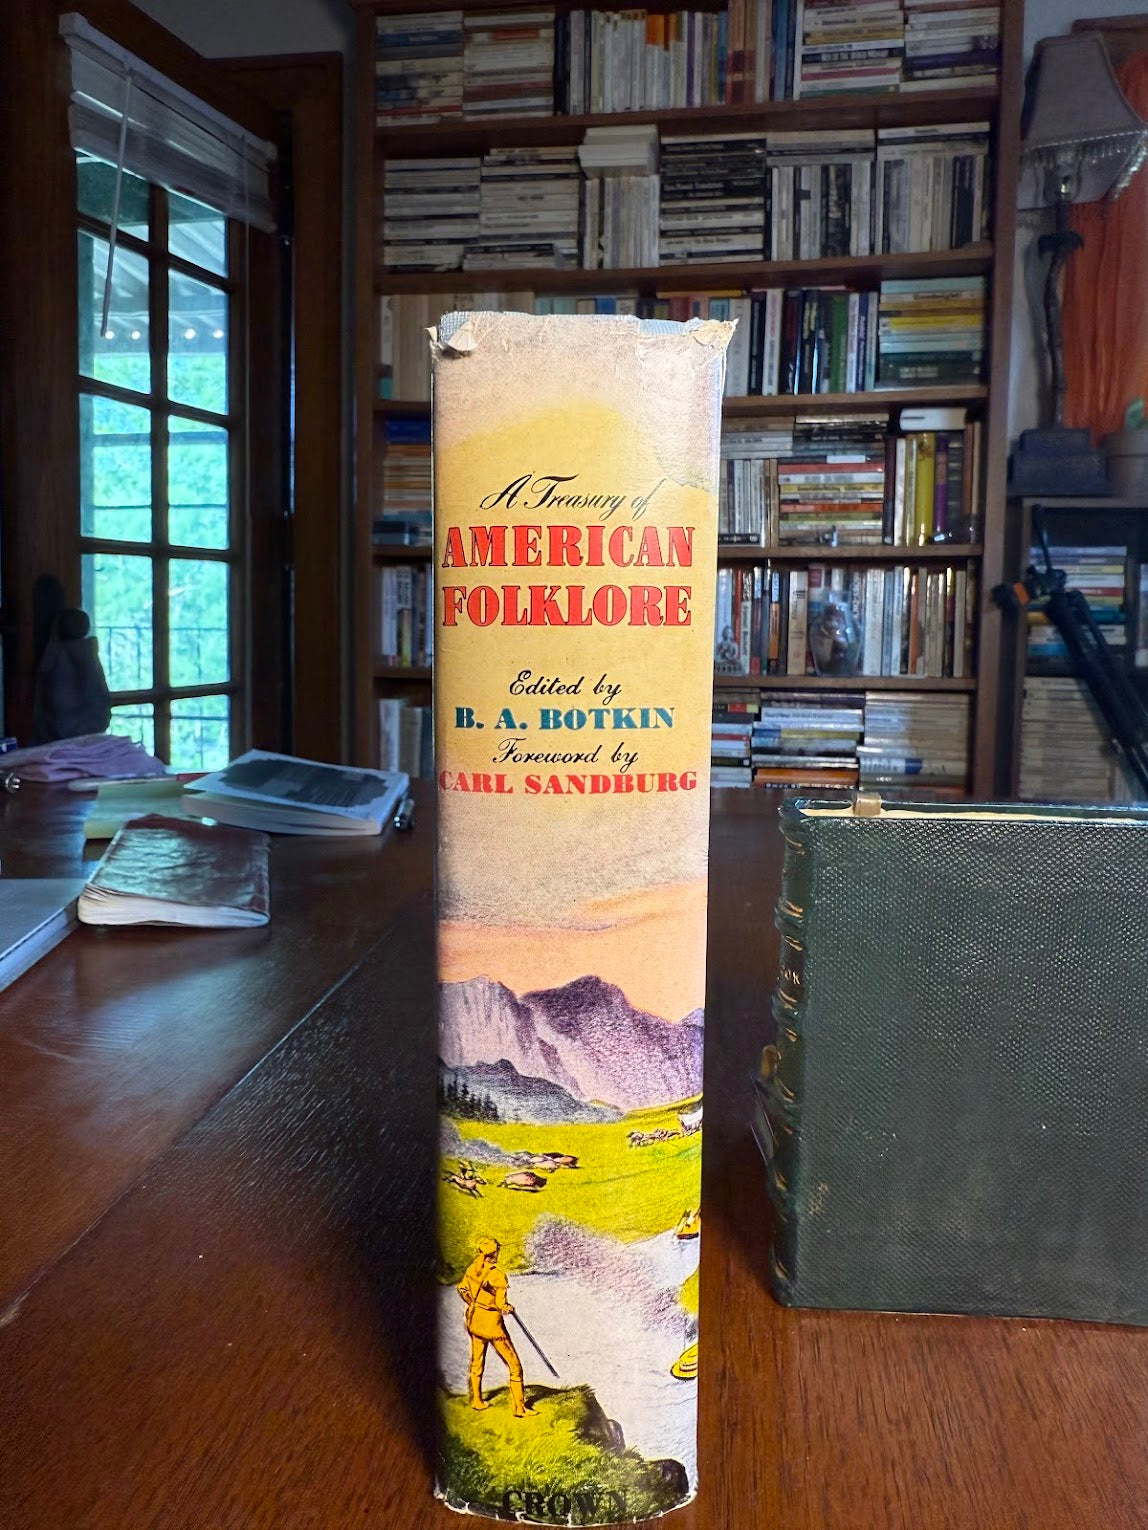 A Treasury of
AMERICAN
FOLKLORE
Edited by
B. A. BOTKIN
Foreword by
CARL SANDBURG
CROWN